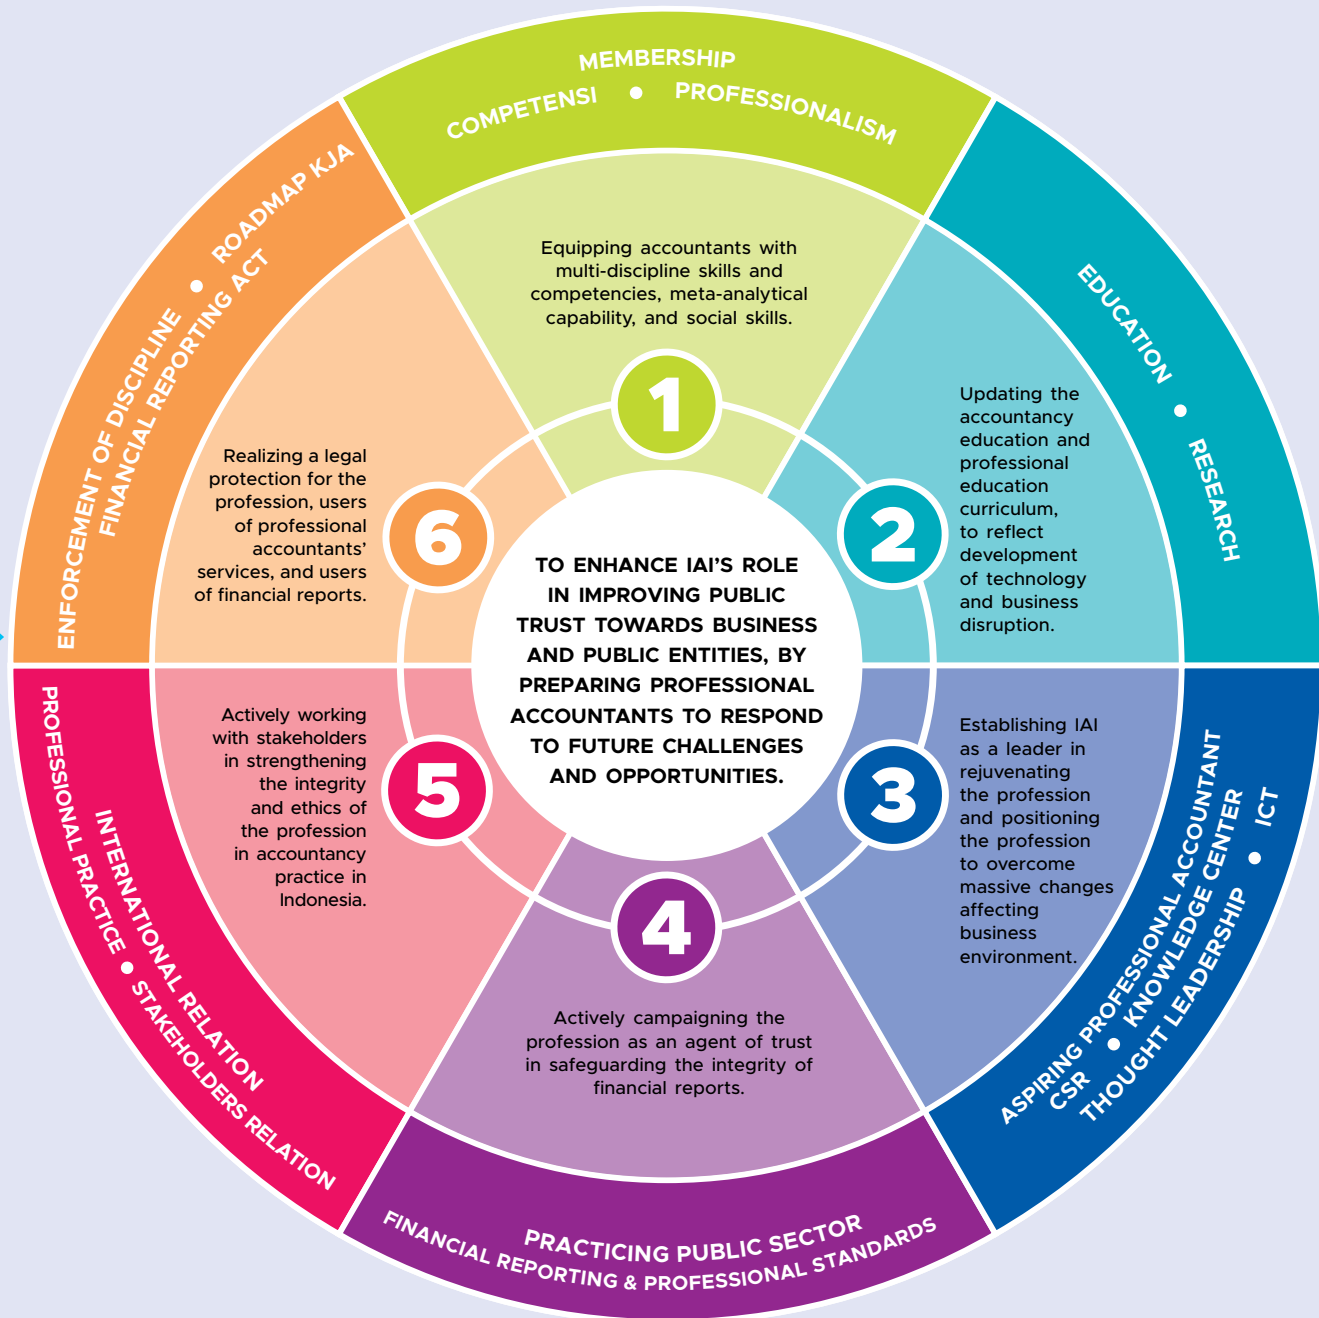 MEMBERSHIP
COMPETENSI • PROFESSIONALISM
Equipping accountants with
multi-discipline skills and
competencies, meta-analytical
capability, and social skills.
1
EDUCATION • RESEARCH
Updating the
accountancy
education and
professional
education
curriculum,
to reflect
development
of technology
and business
disruption.
2
ASPIRING PROFESSIONAL ACCOUNTANT
CSR • KNOWLEDGE CENTER
THOUGHT LEADERSHIP • ICT
Establishing IAI
as a leader in
rejuvenating
the profession
and positioning
the profession
to overcome
massive changes
affecting
business
environment.
3
PRACTICING PUBLIC SECTOR
FINANCIAL REPORTING & PROFESSIONAL STANDARDS
Actively campaigning the
profession as an agent of trust
in safeguarding the integrity of
financial reports.
4
INTERNATIONAL RELATION
PROFESSIONAL PRACTICE • STAKEHOLDERS RELATION
Actively working
with stakeholders
in strengthening
the integrity
and ethics of
the profession
in accountancy
practice in
Indonesia.
5
ENFORCEMENT OF DISCIPLINE • ROADMAP KJA
FINANCIAL REPORTING ACT
Realizing a legal
protection for the
profession, users
of professional
accountants’
services, and users
of financial reports.
6
TO ENHANCE IAI’S ROLE
IN IMPROVING PUBLIC
TRUST TOWARDS BUSINESS
AND PUBLIC ENTITIES, BY
PREPARING PROFESSIONAL
ACCOUNTANTS TO RESPOND
TO FUTURE CHALLENGES
AND OPPORTUNITIES.